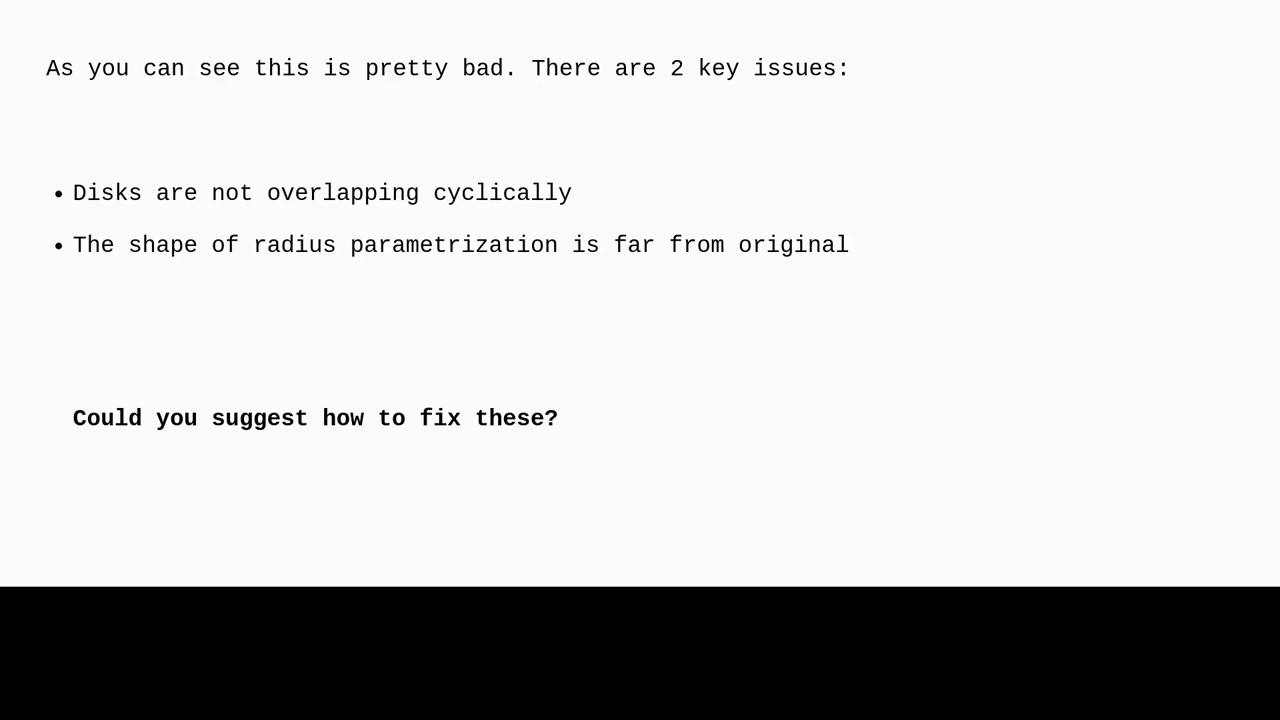 As you can see this is pretty bad. There are 2 key issues:
• Disks are not overlapping cyclically
• The shape of radius parametrization is far from original
Could you suggest how to fix these?